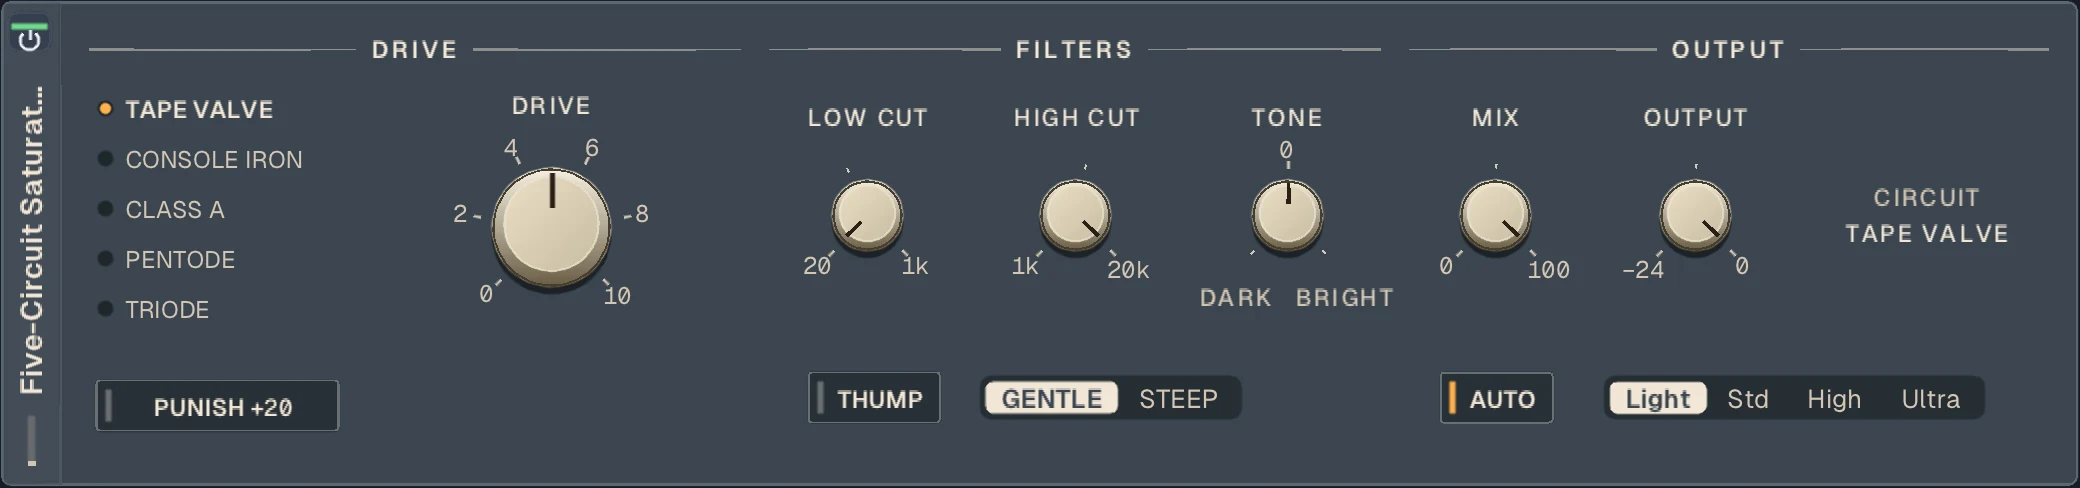 Five-Circuit Saturat...
DRIVE
TAPE VALVE
CONSOLE IRON
CLASS A
PENTODE
TRIODE
PUNISH +20
DRIVE
4 6
2 8
0 10
FILTERS
LOW CUT
20 1k
HIGH CUT
1k 20k
TONE
0
DARK BRIGHT
THUMP
GENTLE STEEP
OUTPUT
MIX
0 100
OUTPUT
-24 0
CIRCUIT
TAPE VALVE
AUTO
Light Std High Ultra